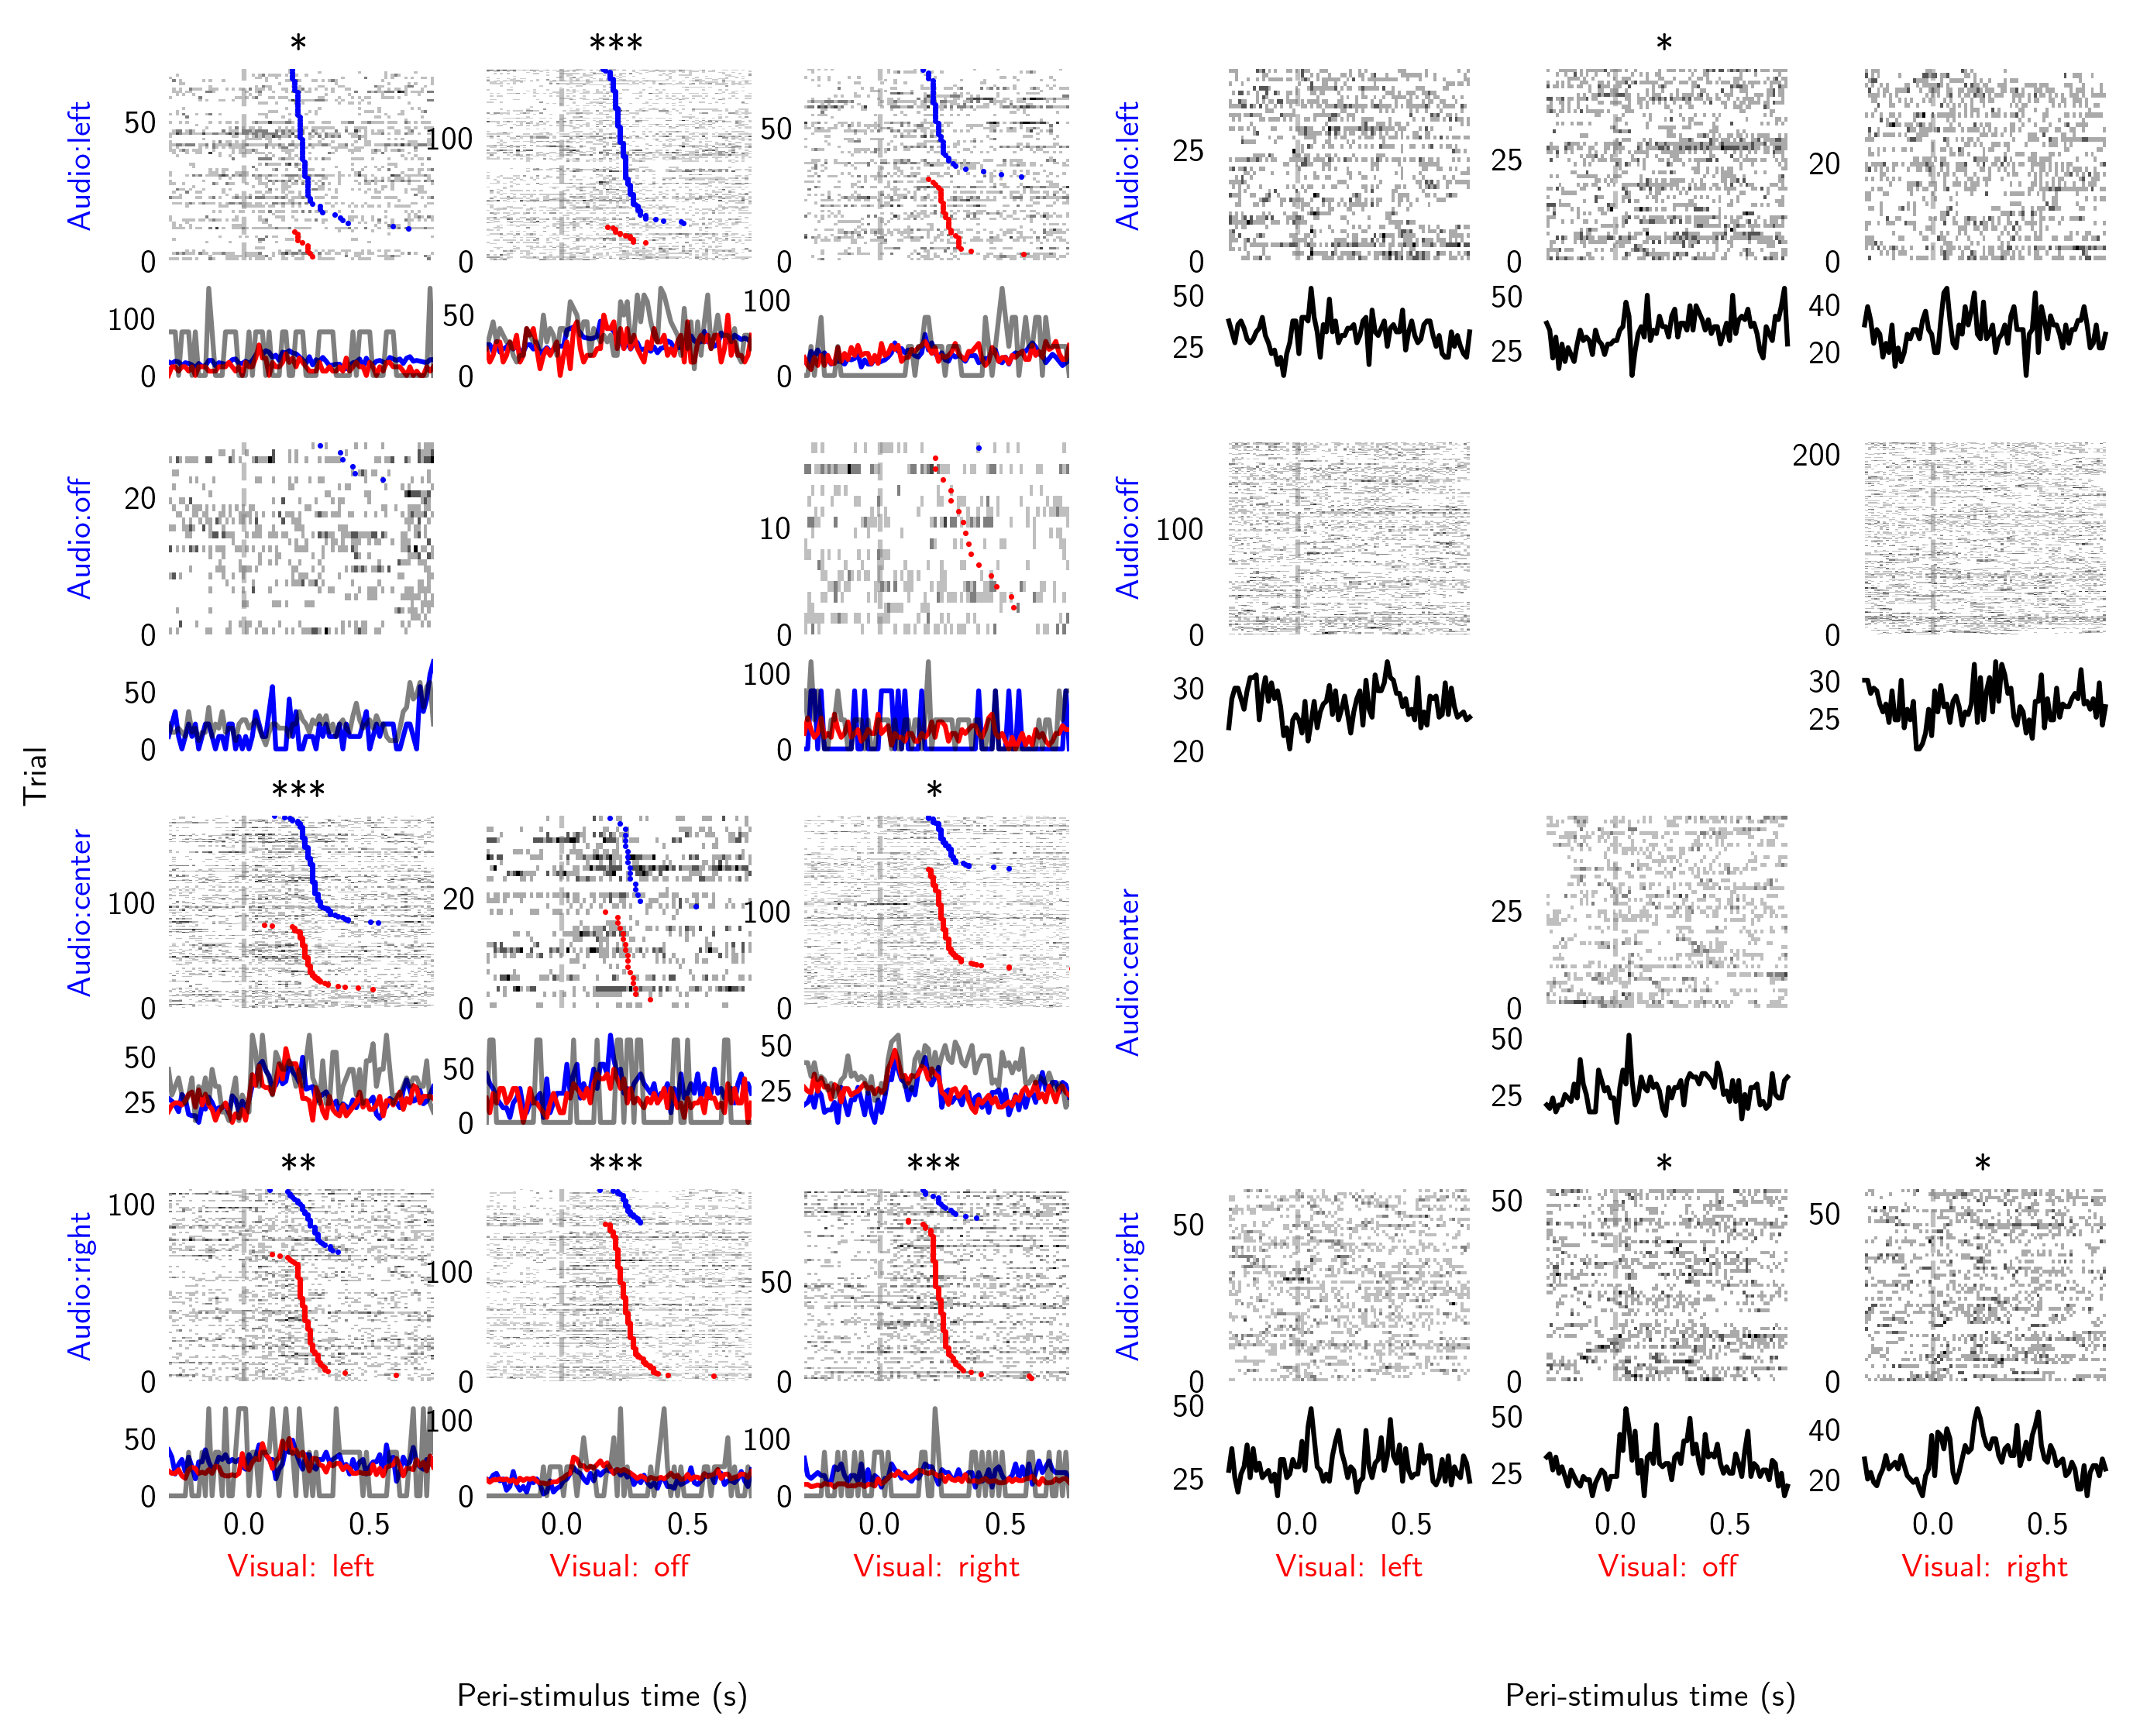 * *** *
Audio:left 50 0 100 0 50 0 Audio:left 25 0 25 0 20 0
100 0 50 0 100 0 50 25 50 25 40 20
Audio:off 20 0 10 0 Audio:off 100 0 200 0
50 0 100 0 30 20 30 25
Trial
*** *
Audio:center 100 0 20 0 100 0 Audio:center 25 0
50 25 50 0 50 25 50 25
** *** *** * *
Audio:right 100 0 100 0 50 0 Audio:right 50 0 50 0 50 0
50 0 100 0 100 0 50 25 50 25 40 20
0.0 0.5 0.0 0.5 0.0 0.5 0.0 0.5 0.0 0.5 0.0 0.5
Visual: left Visual: off Visual: right Visual: left Visual: off Visual: right
Peri-stimulus time (s) Peri-stimulus time (s)